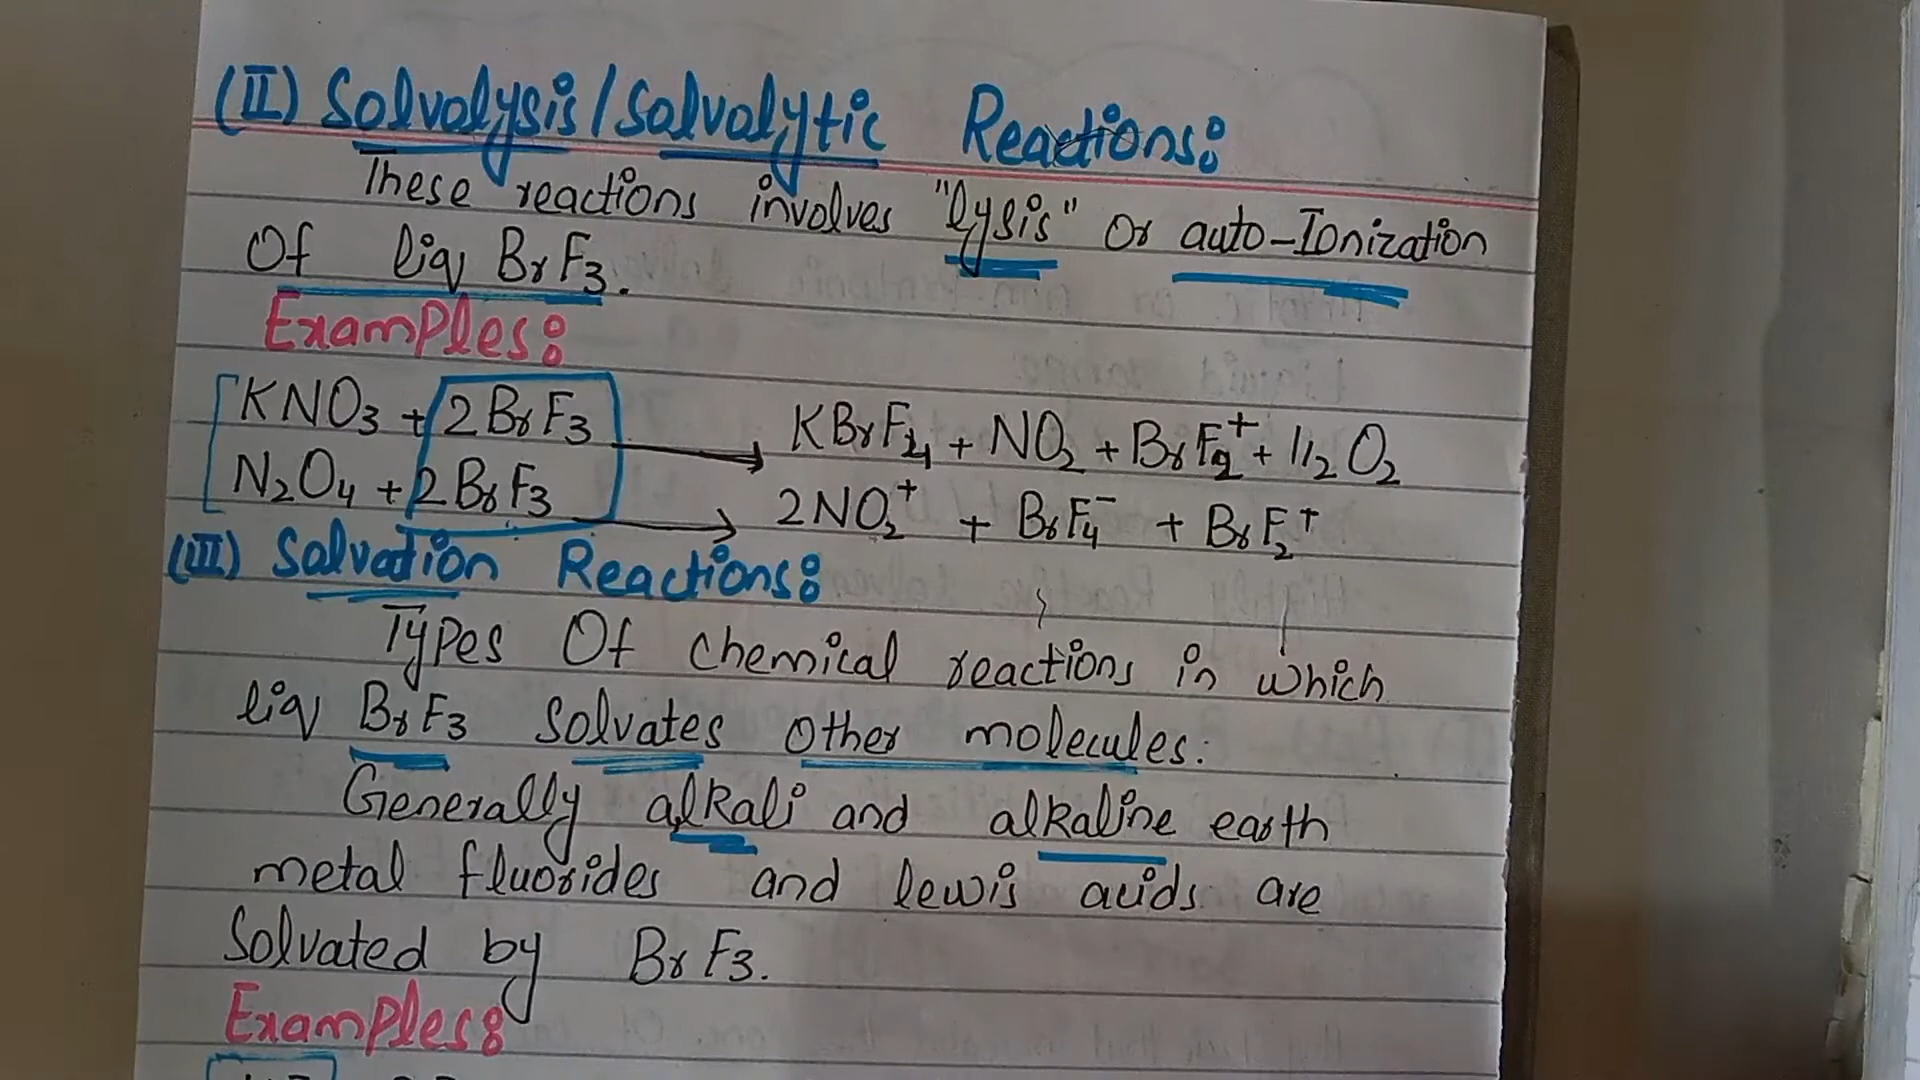 (II) Solvolysis/Solvolytic Reactions:
These reactions involves "lysis" Or auto-Ionization
Of liq BrF3.
Examples:
KNO3 + 2BrF3 → KBrF4 + NO2 + BrF2+ + 1/2 O2
N2O4 + 2BrF3 → 2NO2+ + BrF4- + BrF2+
(III) Solvation Reactions:
Types Of chemical reactions in which
liq BrF3 Solvates other molecules.
Generally alkali and alkaline earth
metal fluorides and lewis acids are
Solvated by BrF3.
Examples: